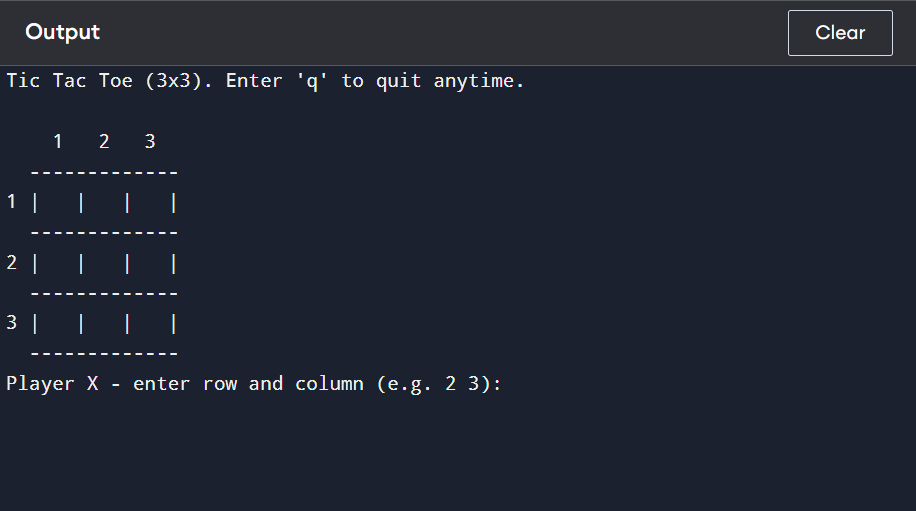 Output
Clear
Tic Tac Toe (3x3). Enter 'q' to quit anytime.
    1   2   3
  -------------
1 |   |   |   |
  -------------
2 |   |   |   |
  -------------
3 |   |   |   |
  -------------
Player X - enter row and column (e.g. 2 3):